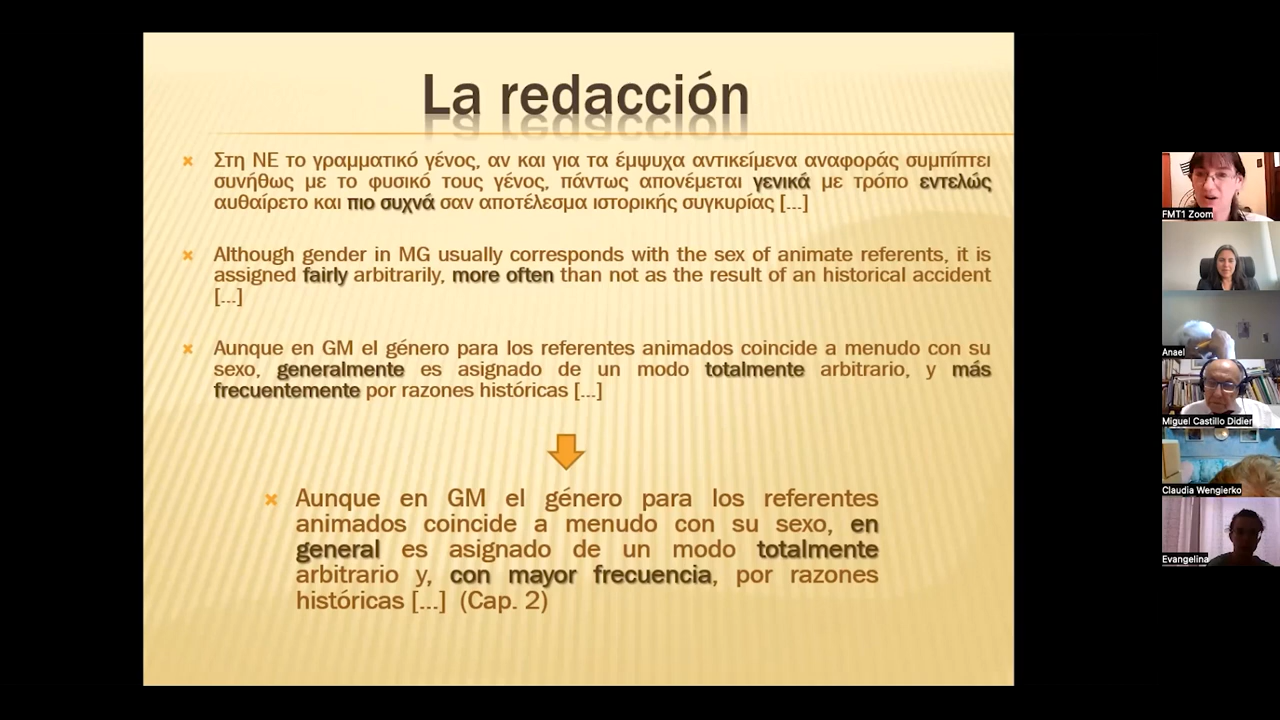 La redacción
Στη ΝΕ το γραμματικό γένος, αν και για τα έμψυχα αντικείμενα αναφοράς συμπίπτει
συνήθως με το φυσικό τους γένος, πάντως απονέμεται γενικά με τρόπο εντελώς
αυθαίρετο και πιο συχνά σαν αποτέλεσμα ιστορικής συγκυρίας [...]
Although gender in MG usually corresponds with the sex of animate referents, it is
assigned fairly arbitrarily, more often than not as the result of an historical accident
[...]
Aunque en GM el género para los referentes animados coincide a menudo con su
sexo, generalmente es asignado de un modo totalmente arbitrario, y más
frecuentemente por razones históricas [...]
Aunque en GM el género para los referentes
animados coincide a menudo con su sexo, en
general es asignado de un modo totalmente
arbitrario y, con mayor frecuencia, por razones
históricas [...] (Cap. 2)
FMT1 Zoom
Anael
Miguel Castillo Didier
Claudia Wengierko
Evangelina